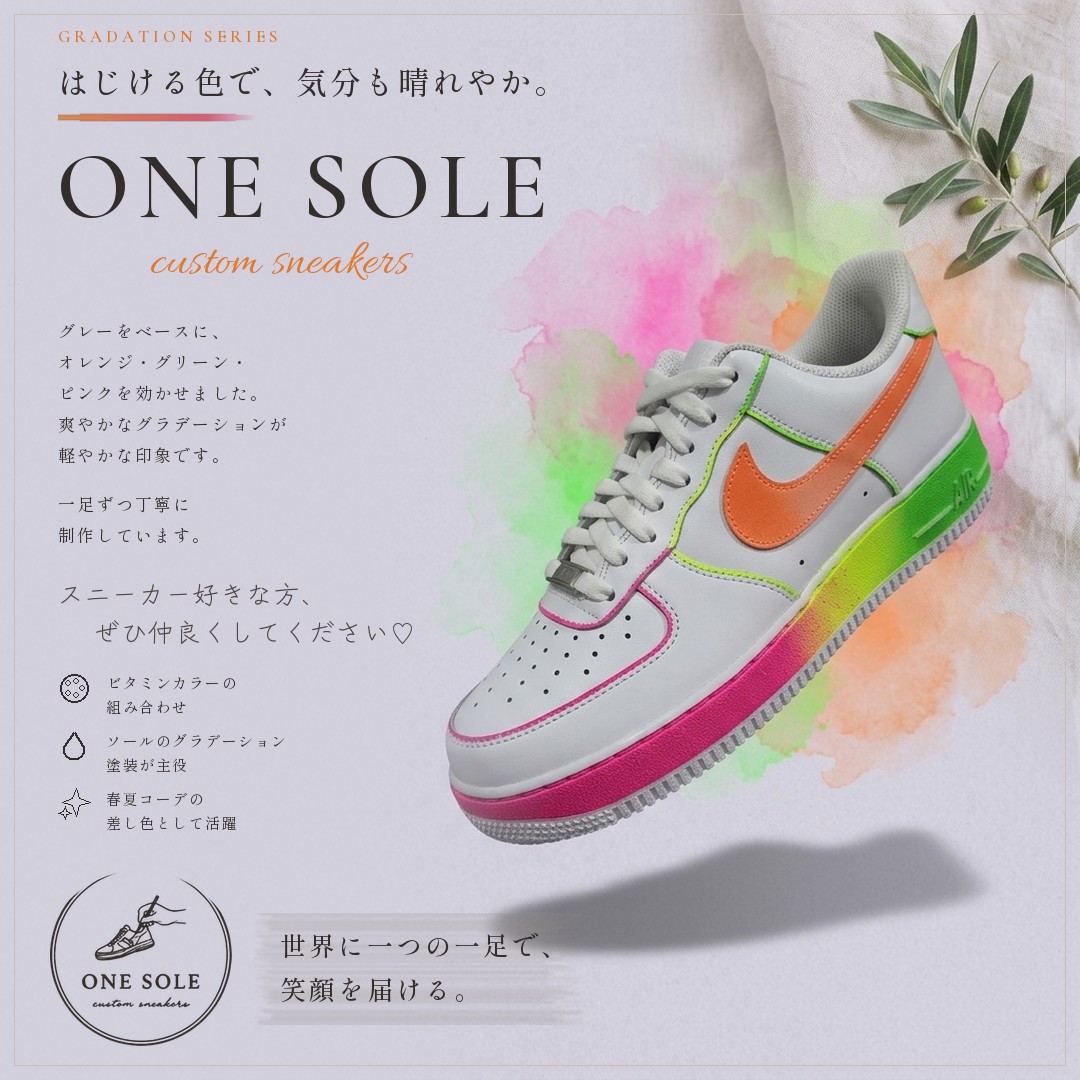 GRADATION SERIES
はじける色で、気分も晴れやか。
ONE SOLE
custom sneakers
グレーをベースに、
オレンジ・グリーン・
ピンクを効かせました。
爽やかなグラデーションが
軽やかな印象です。
一足ずつ丁寧に
制作しています。
スニーカー好きな方、
ぜひ仲良くしてください♡
ビタミンカラーの
組み合わせ
ソールのグラデーション
塗装が主役
春夏コーデの
差し色として活躍
AIR
ONE SOLE
custom sneakers
世界に一つの一足で、
笑顔を届ける。